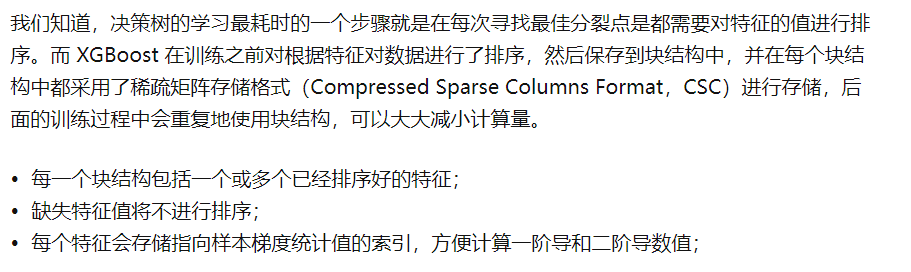 我们知道，决策树的学习最耗时的一个步骤就是在每次寻找最佳分裂点是都需要对特征的值进行排
序。而 XGBoost 在训练之前对根据特征对数据进行了排序，然后保存到块结构中，并在每个块结
构中都采用了稀疏矩阵存储格式（Compressed Sparse Columns Format，CSC）进行存储，后
面的训练过程中会重复地使用块结构，可以大大减小计算量。
• 每一个块结构包括一个或多个已经排序好的特征；
• 缺失特征值将不进行排序；
• 每个特征会存储指向样本梯度统计值的索引，方便计算一阶导和二阶导数值；